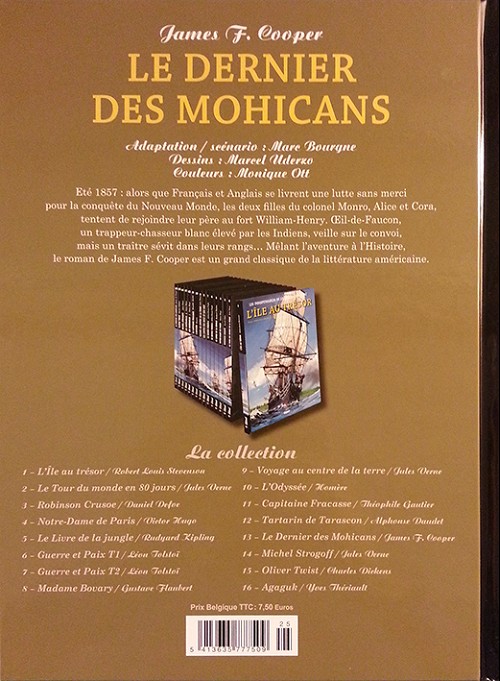 James F. Cooper
LE DERNIER
DES MOHICANS
Adaptation / scénario : Marc Bourgne
Dessins : Marcel Uderzo
Couleurs : Monique Ott
Eté 1857 : alors que Français et Anglais se livrent une lutte sans merci
pour la conquête du Nouveau Monde, les deux filles du colonel Monro, Alice et Cora,
tentent de rejoindre leur père au fort William-Henry. Œil-de-Faucon,
un trappeur-chasseur blanc élevé par les Indiens, veille sur le convoi,
mais un traître sévit dans leurs rangs... Mêlant l'aventure à l'Histoire,
le roman de James F. Cooper est un grand classique de la littérature américaine.
L'ÎLE AU TRÉSOR
La collection
1 - L'Île au trésor / Robert Louis Stevenson
2 - Le Tour du monde en 80 jours / Jules Verne
3 - Robinson Crusoe / Daniel Defoe
4 - Notre-Dame de Paris / Victor Hugo
5 - Le Livre de la jungle / Rudyard Kipling
6 - Guerre et Paix T1 / Léon Tolstoï
7 - Guerre et Paix T2 / Léon Tolstoï
8 - Madame Bovary / Gustave Flaubert
9 - Voyage au centre de la terre / Jules Verne
10 - L'Odyssée / Homère
11 - Capitaine Fracasse / Théophile Gautier
12 - Tartarin de Tarascon / Alphonse Daudet
13 - Le Dernier des Mohicans / James F. Cooper
14 - Michel Strogoff / Jules Verne
15 - Oliver Twist / Charles Dickens
16 - Agaguk / Yves Thériault
Prix Belgique TTC : 7,50 Euros
25
5 413635 777509